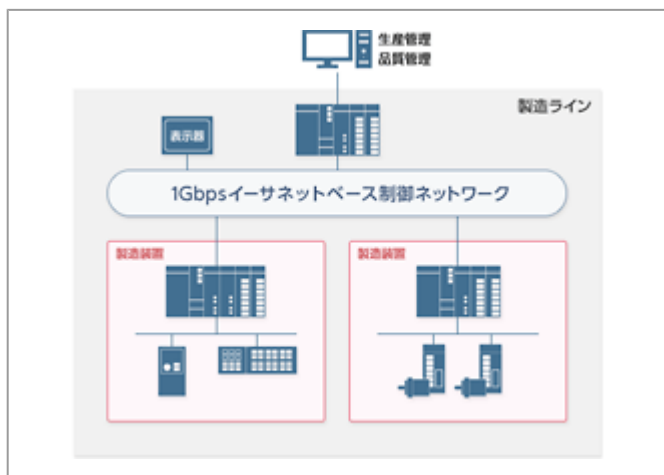 生産管理
品質管理
製造ライン
表示器
1Gbpsイーサネットベース制御ネットワーク
製造装置
製造装置